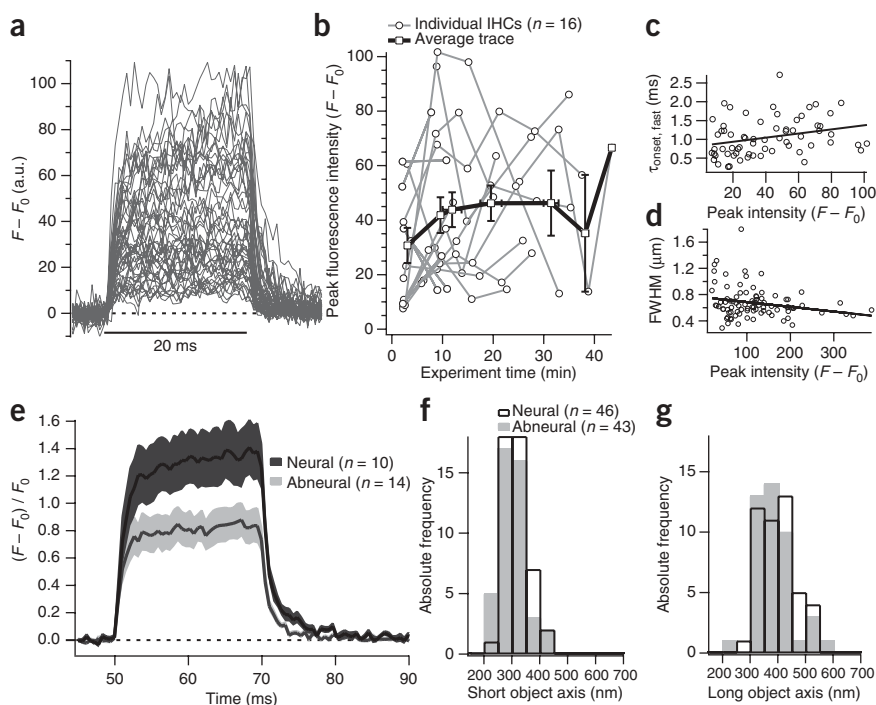 a
F – F0 (a.u.)
100
80
60
40
20
0
20 ms
b
Individual IHCs (n = 16)
Average trace
Peak fluorescence intensity (F – F0)
100
80
60
40
20
0
0 10 20 30 40
Experiment time (min)
c
τonset, fast (ms)
2.5
2.0
1.5
1.0
0.5
20 40 60 80 100
Peak intensity (F – F0)
d
FWHM (μm)
1.6
1.2
0.8
0.4
100 200 300
Peak intensity (F – F0)
e
(F – F0) / F0
1.6
1.4
1.2
1.0
0.8
0.6
0.4
0.2
0.0
Neural (n = 10)
Abneural (n = 14)
50 60 70 80 90
Time (ms)
f
Neural (n = 46)
Abneural (n = 43)
Absolute frequency
15
10
5
0
200 300 400 500 600 700
Short object axis (nm)
g
Absolute frequency
15
10
5
0
200 300 400 500 600 700
Long object axis (nm)